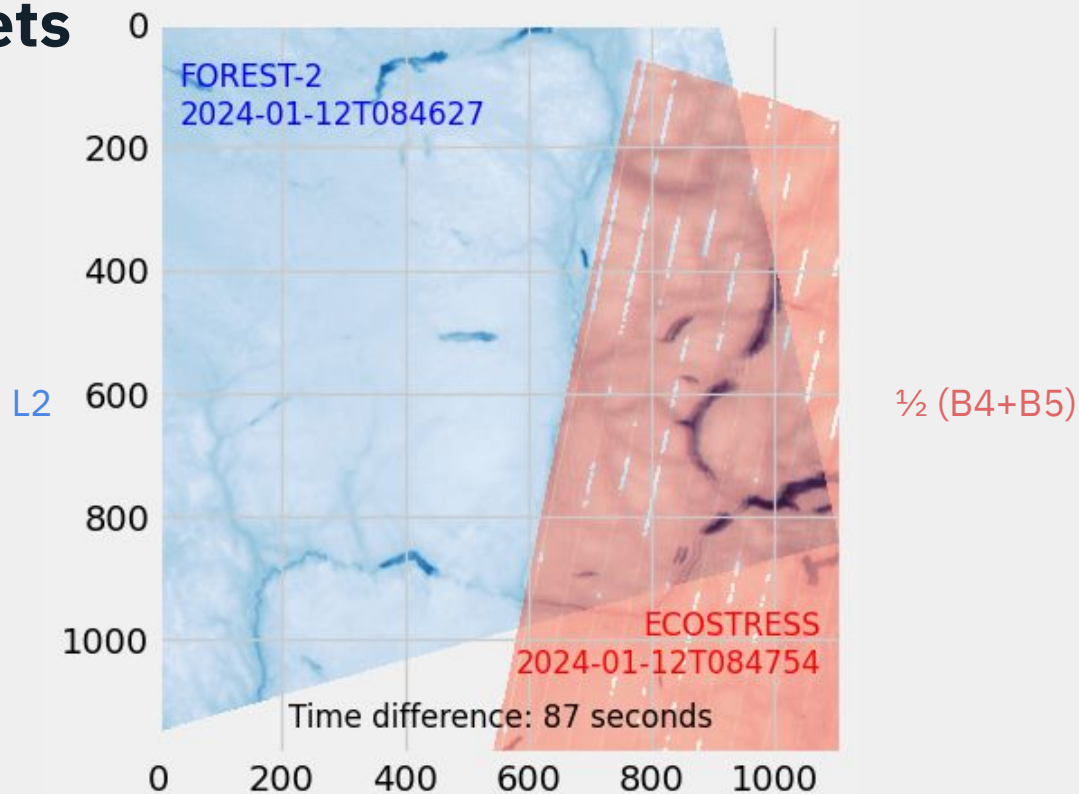 ets
0
FOREST-2
2024-01-12T084627
200
400
L2
600
½ (B4+B5)
800
ECOSTRESS
1000
2024-01-12T084754
Time difference: 87 seconds
0 200 400 600 800 1000